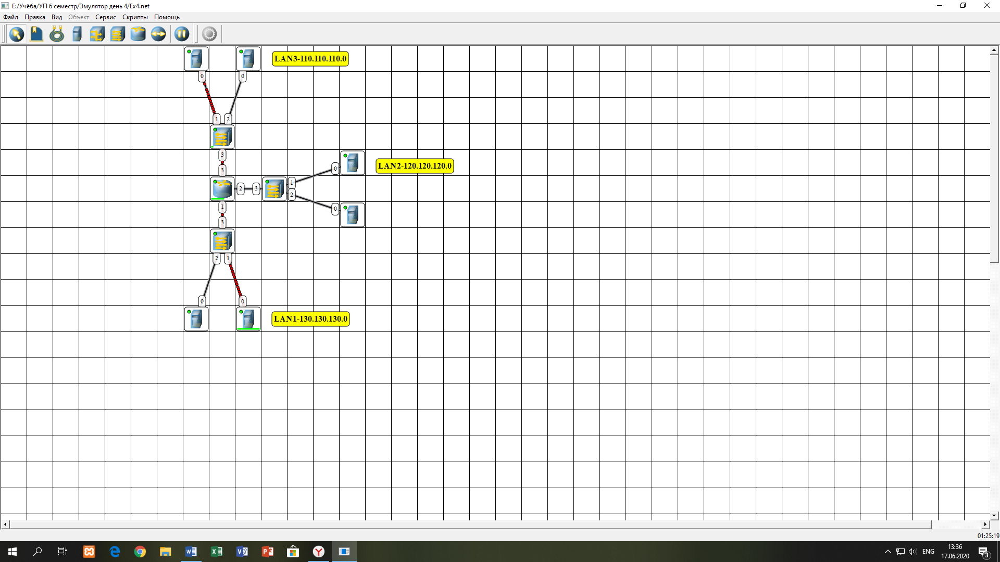 E:/Учёба/УП 6 семестр/Эмулятор день 4/Ex4.net
Файл Правка Вид Объект Сервис Скрипты Помощь
LAN3-110.110.110.0
0 0
1 2
3
3
LAN2-120.120.120.0
0
2 3 1
2
0
1
3
2 1
0 0
LAN1-130.130.130.0
01:25:19
ENG
13:36
17.06.2020
3